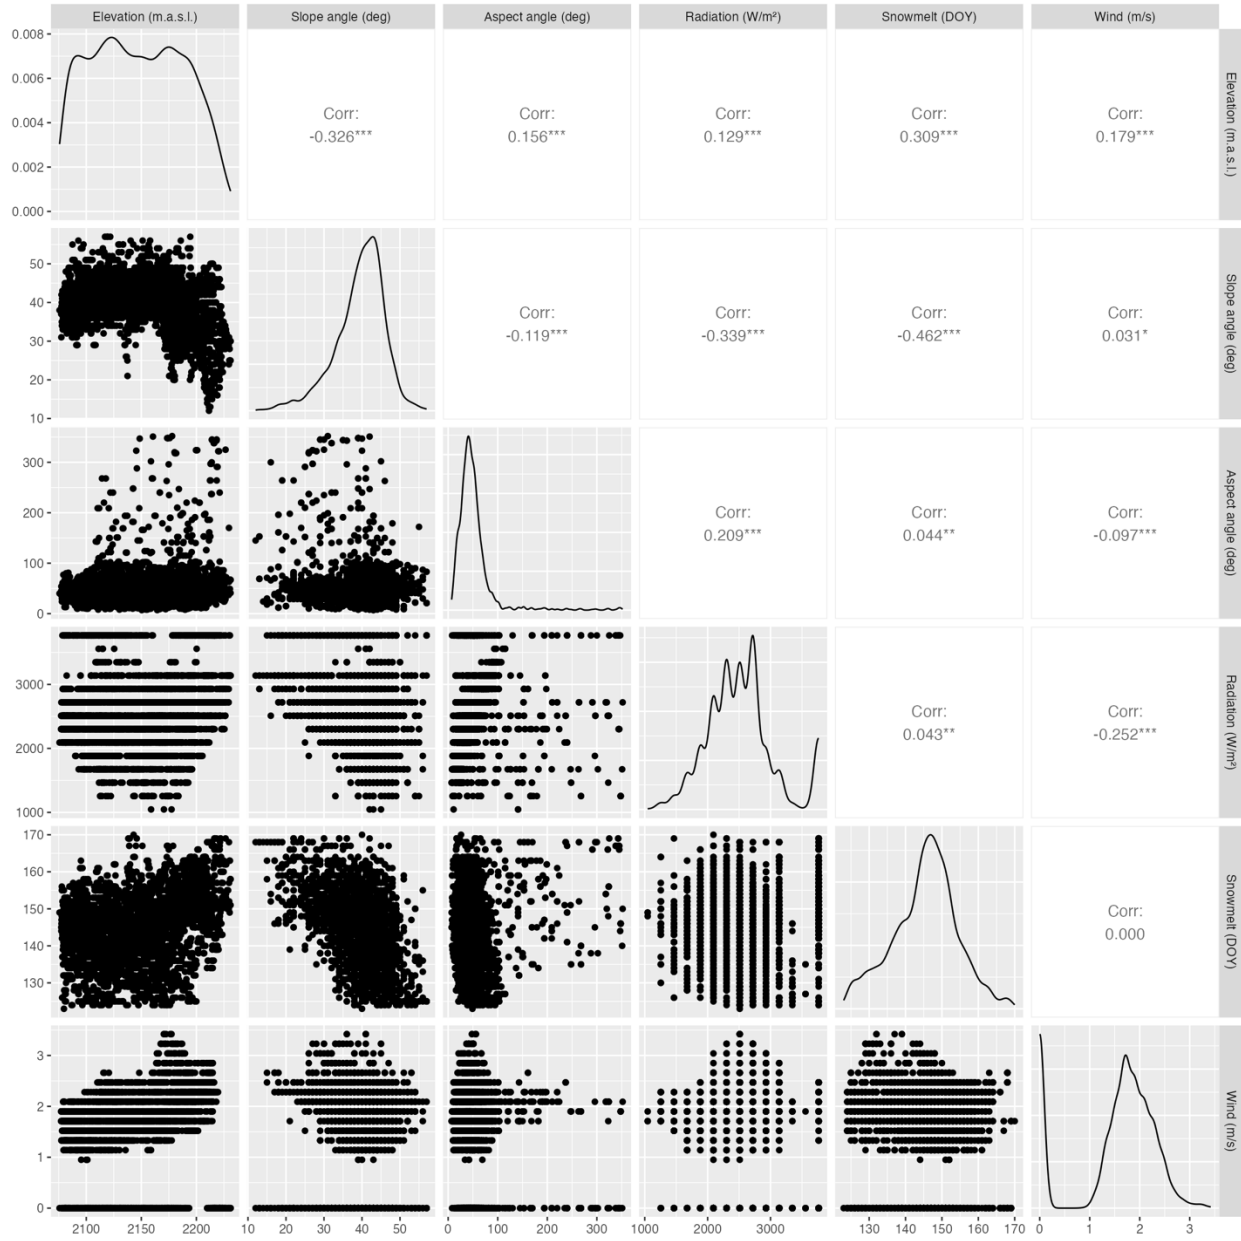 Elevation (m.a.s.l.) Slope angle (deg) Aspect angle (deg) Radiation (W/m²) Snowmelt (DOY) Wind (m/s)
0.008
0.006
0.004
0.002
0.000
Corr:
-0.326***
Corr:
0.156***
Corr:
0.129***
Corr:
0.309***
Corr:
0.179***
Elevation (m.a.s.l.)
50
40
30
20
10
Corr:
-0.119***
Corr:
-0.339***
Corr:
-0.462***
Corr:
0.031*
Slope angle (deg)
300
200
100
0
Corr:
0.209***
Corr:
0.044**
Corr:
-0.097***
Aspect angle (deg)
3000
2000
1000
Corr:
0.043**
Corr:
-0.252***
Radiation (W/m²)
170
160
150
140
130
Corr:
0.000
Snowmelt (DOY)
3
2
1
0
Wind (m/s)
2100 2150 2200 10 20 30 40 50 0 100 200 300 1000 2000 3000 130 140 150 160 170 0 1 2 3